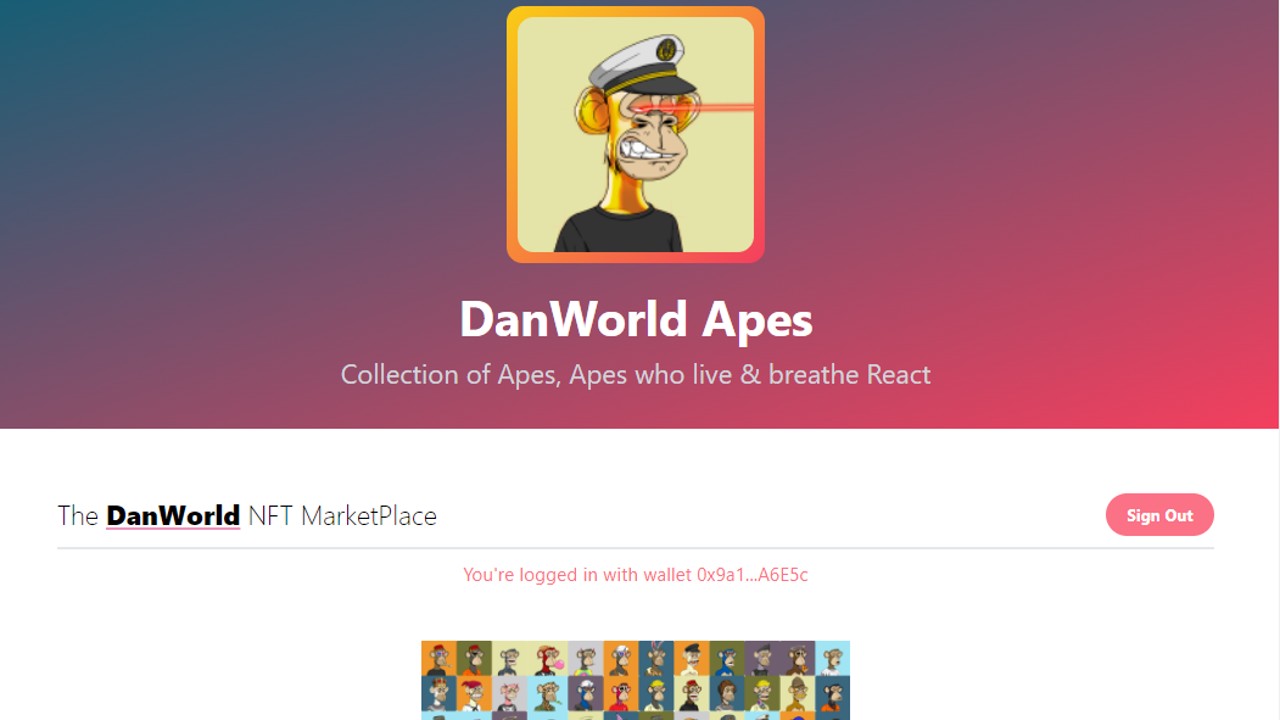 DanWorld Apes
Collection of Apes, Apes who live & breathe React
The DanWorld NFT MarketPlace
Sign Out
You're logged in with wallet 0x9a1...A6E5c